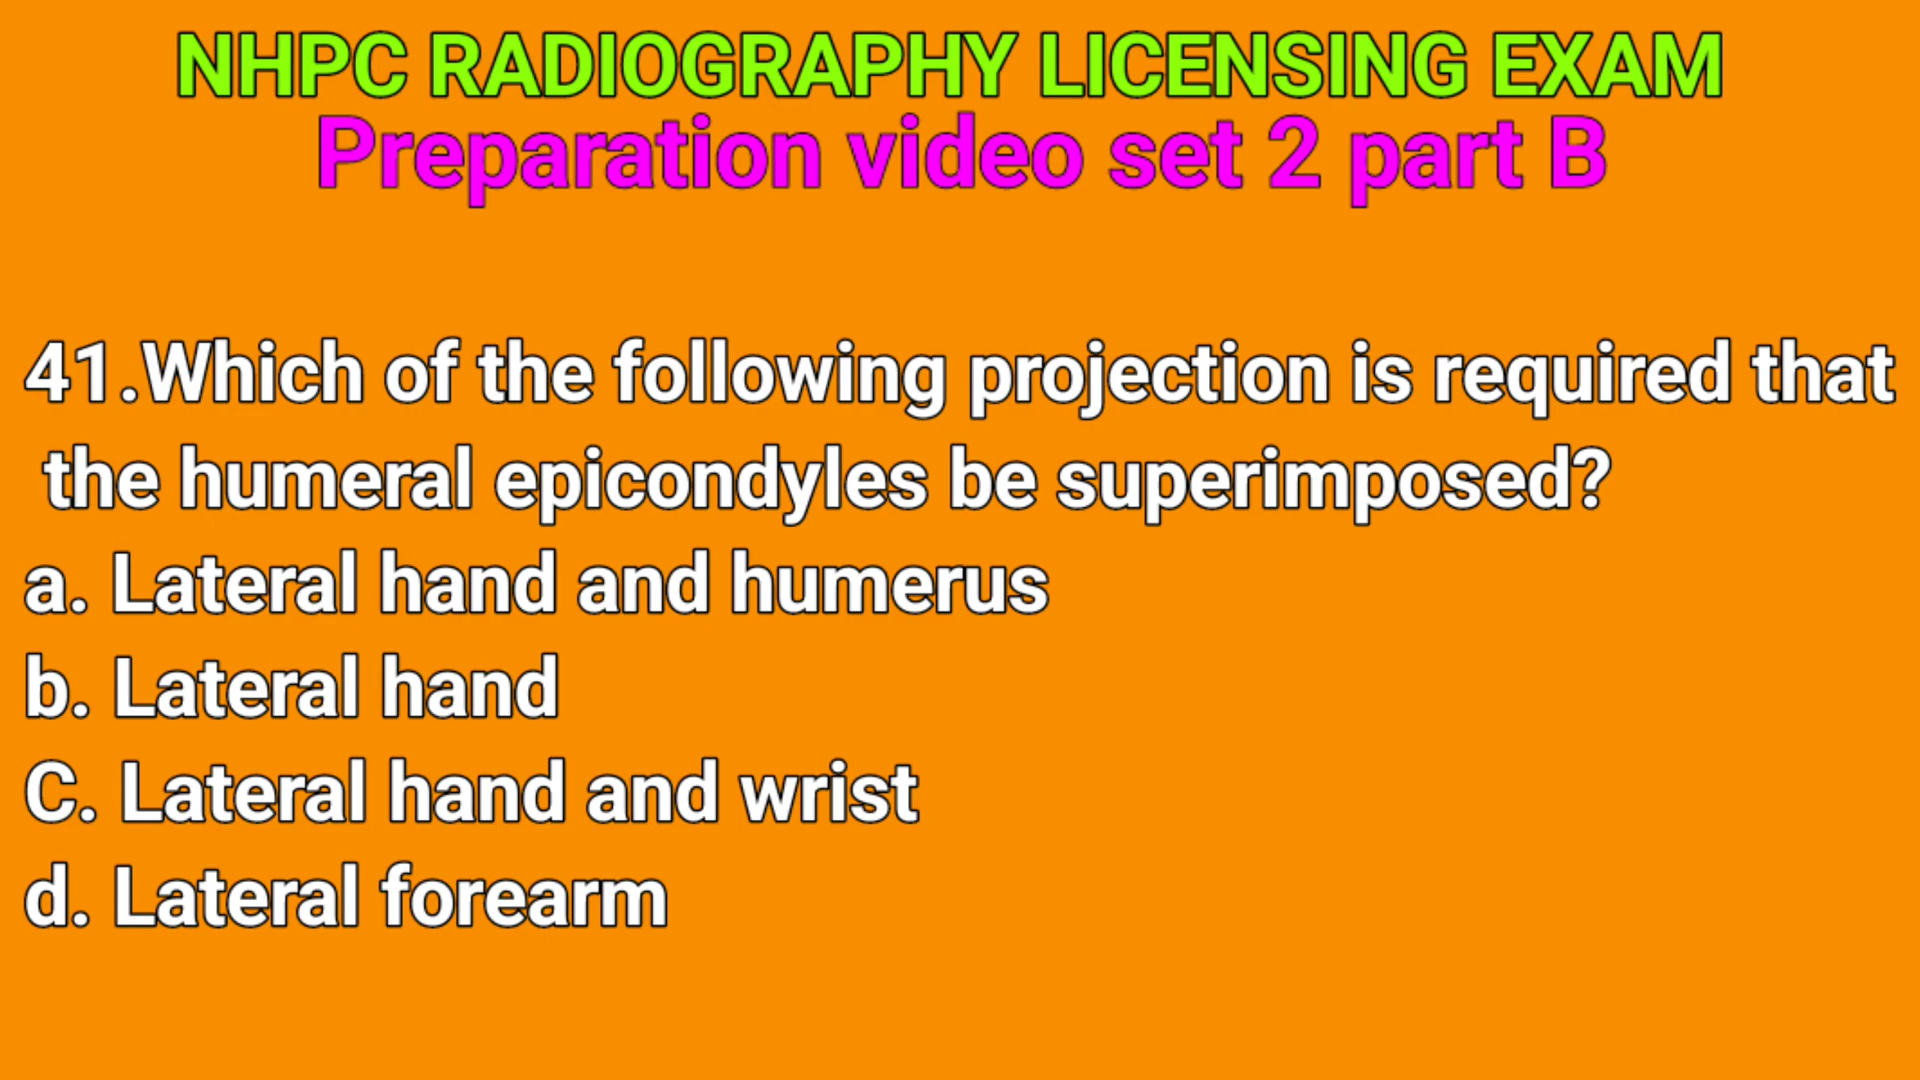 NHPC RADIOGRAPHY LICENSING EXAM
Preparation video set 2 part B
41.Which of the following projection is required that
the humeral epicondyles be superimposed?
a. Lateral hand and humerus
b. Lateral hand
C. Lateral hand and wrist
d. Lateral forearm